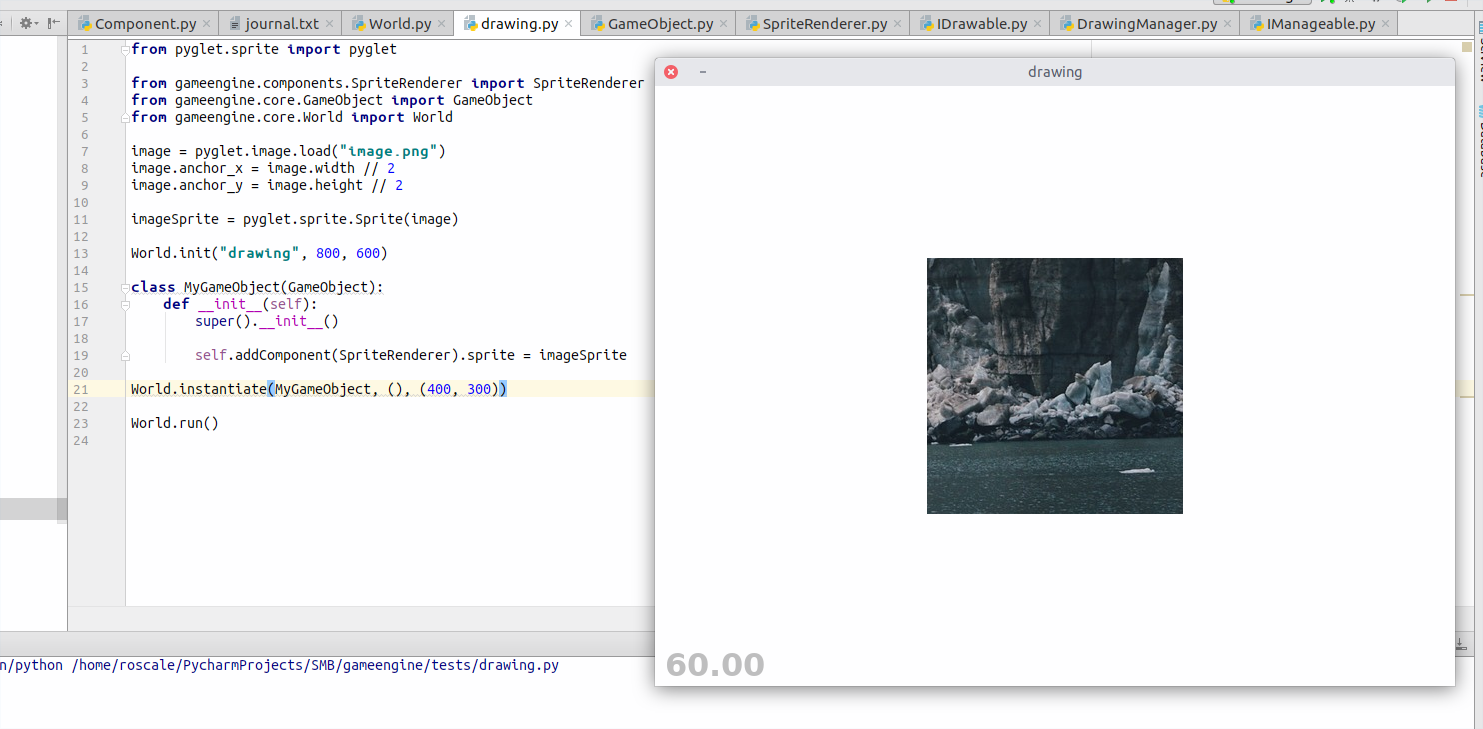 Component.py journal.txt World.py drawing.py GameObject.py SpriteRenderer.py IDrawable.py DrawingManager.py IManageable.py
1 from pyglet.sprite import pyglet
2
3 from gameengine.components.SpriteRenderer import SpriteRenderer
4 from gameengine.core.GameObject import GameObject
5 from gameengine.core.World import World
6
7 image = pyglet.image.load("image.png")
8 image.anchor_x = image.width // 2
9 image.anchor_y = image.height // 2
10
11 imageSprite = pyglet.sprite.Sprite(image)
12
13 World.init("drawing", 800, 600)
14
15 class MyGameObject(GameObject):
16 def __init__(self):
17 super().__init__()
18
19 self.addComponent(SpriteRenderer).sprite = imageSprite
20
21 World.instantiate(MyGameObject, (), (400, 300))
22
23 World.run()
24
drawing
60.00
n/python /home/roscale/PycharmProjects/SMB/gameengine/tests/drawing.py